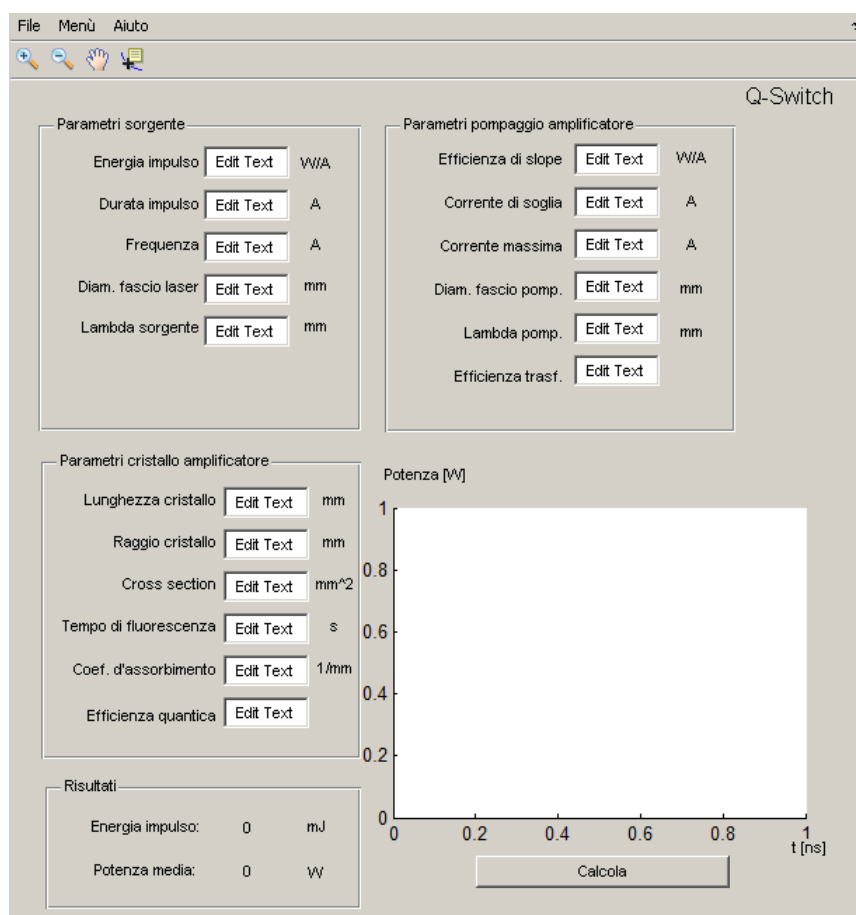 File Menù Aiuto
Q-Switch
Parametri sorgente
Energia impulso Edit Text W/A
Durata impulso Edit Text A
Frequenza Edit Text A
Diam. fascio laser Edit Text mm
Lambda sorgente Edit Text mm
Parametri pompaggio amplificatore
Efficienza di slope Edit Text W/A
Corrente di soglia Edit Text A
Corrente massima Edit Text A
Diam. fascio pomp. Edit Text mm
Lambda pomp. Edit Text mm
Efficienza trasf. Edit Text
Parametri cristallo amplificatore
Lunghezza cristallo Edit Text mm
Raggio cristallo Edit Text mm
Cross section Edit Text mm^2
Tempo di fluorescenza Edit Text s
Coef. d'assorbimento Edit Text 1/mm
Efficienza quantica Edit Text
Potenza [W]
1
0.8
0.6
0.4
0.2
0
0 0.2 0.4 0.6 0.8 1
t [ns]
Risultati
Energia impulso: 0 mJ
Potenza media: 0 W
Calcola